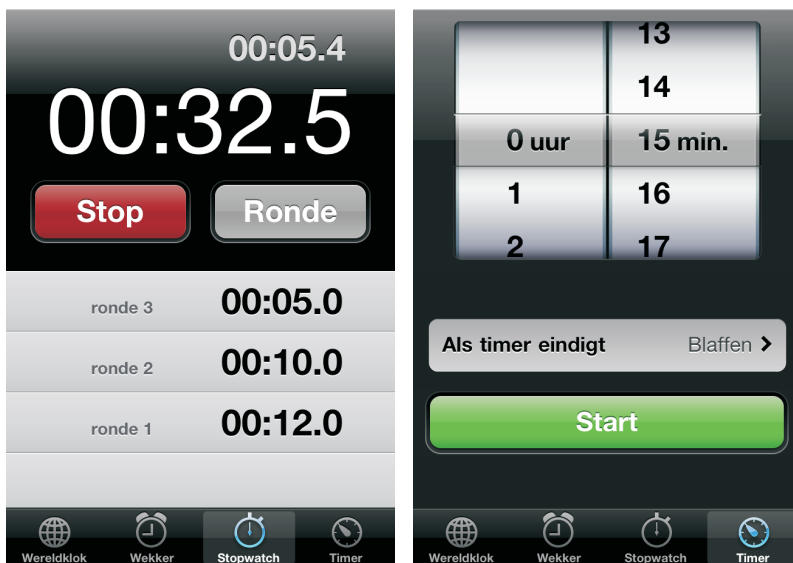 00:05.4
00:32.5
Stop Ronde
ronde 3 00:05.0
ronde 2 00:10.0
ronde 1 00:12.0
Wereldklok Wekker Stopwatch Timer
13
14
0 uur 15 min.
1 16
2 17
Als timer eindigt Blaffen
Start
Wereldklok Wekker Stopwatch Timer